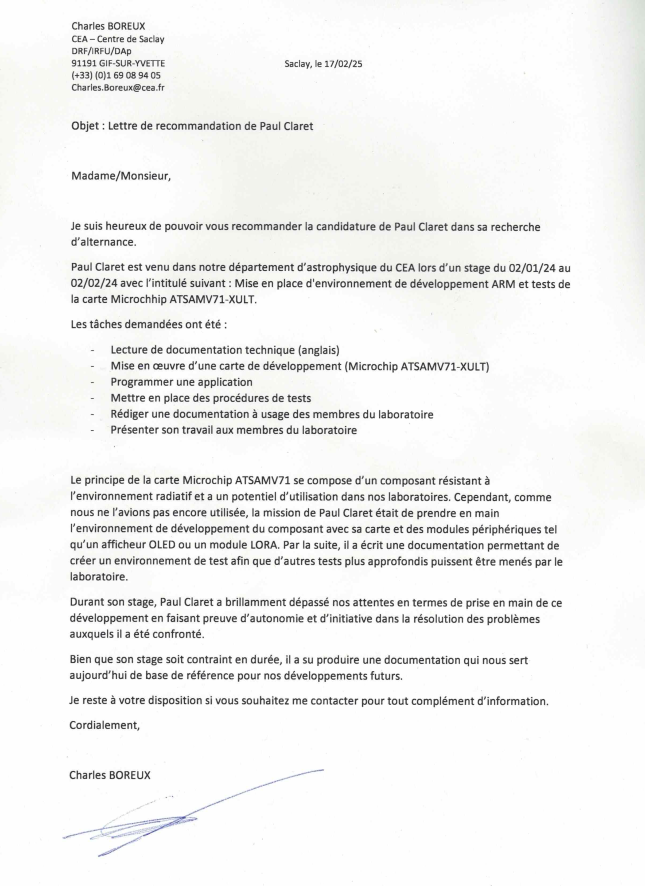 Charles BOREUX
CEA – Centre de Saclay
DRF/IRFU/DAp
91191 GIF-SUR-YVETTE
Saclay, le 17/02/25
(+33) (0)1 69 08 94 05
Charles.Boreux@cea.fr
Objet : Lettre de recommandation de Paul Claret
Madame/Monsieur,
Je suis heureux de pouvoir vous recommander la candidature de Paul Claret dans sa recherche
d'alternance.
Paul Claret est venu dans notre département d'astrophysique du CEA lors d'un stage du 02/01/24 au
02/02/24 avec l'intitulé suivant : Mise en place d'environnement de développement ARM et tests de
la carte Microchhip ATSAMV71-XULT.
Les tâches demandées ont été :
- Lecture de documentation technique (anglais)
- Mise en œuvre d'une carte de développement (Microchip ATSAMV71-XULT)
- Programmer une application
- Mettre en place des procédures de tests
- Rédiger une documentation à usage des membres du laboratoire
- Présenter son travail aux membres du laboratoire
Le principe de la carte Microchip ATSAMV71 se compose d'un composant résistant à
l'environnement radiatif et a un potentiel d'utilisation dans nos laboratoires. Cependant, comme
nous ne l'avions pas encore utilisée, la mission de Paul Claret était de prendre en main
l'environnement de développement du composant avec sa carte et des modules périphériques tel
qu'un afficheur OLED ou un module LORA. Par la suite, il a écrit une documentation permettant de
créer un environnement de test afin que d'autres tests plus approfondis puissent être menés par le
laboratoire.
Durant son stage, Paul Claret a brillamment dépassé nos attentes en termes de prise en main de ce
développement en faisant preuve d'autonomie et d'initiative dans la résolution des problèmes
auxquels il a été confronté.
Bien que son stage soit contraint en durée, il a su produire une documentation qui nous sert
aujourd'hui de base de référence pour nos développements futurs.
Je reste à votre disposition si vous souhaitez me contacter pour tout complément d'information.
Cordialement,
Charles BOREUX